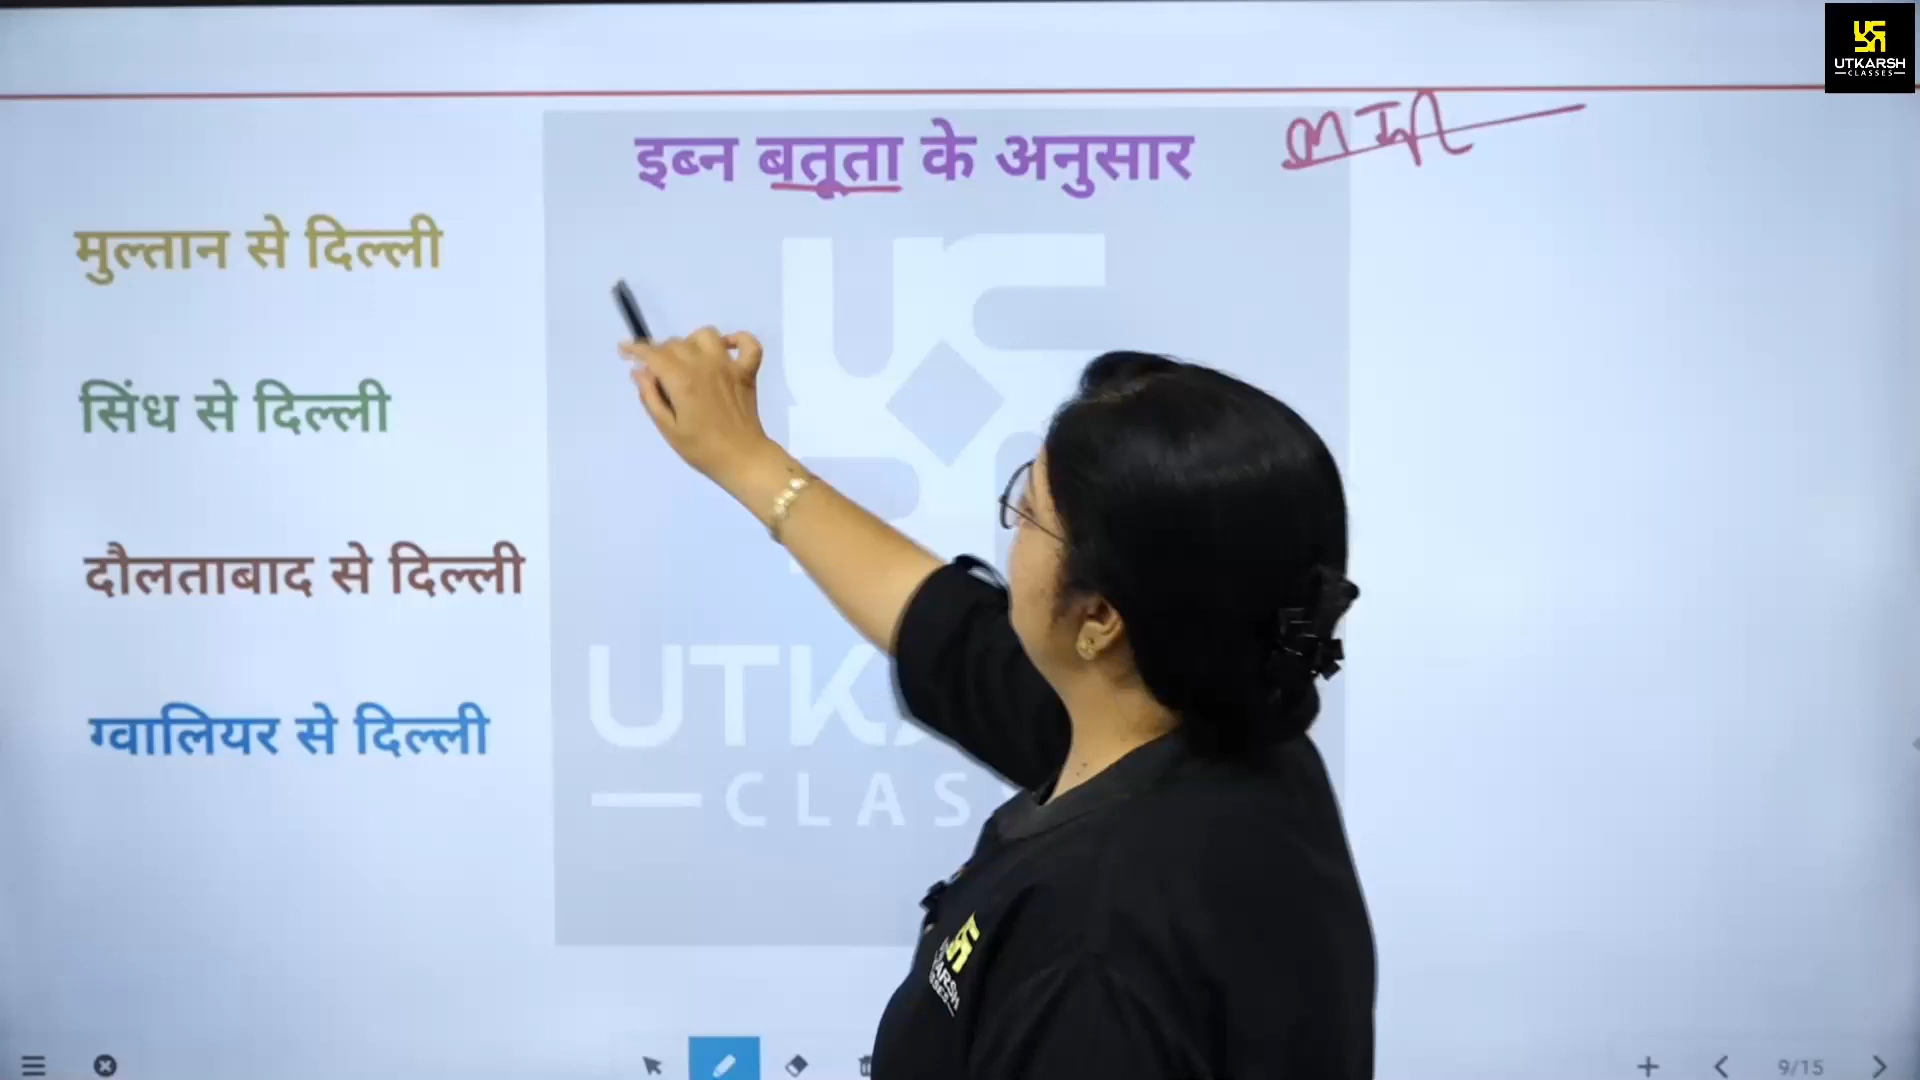 UTKARSH
CLASSES
इब्न बतूता के अनुसार
मुल्तान से दिल्ली
सिंध से दिल्ली
दौलताबाद से दिल्ली
ग्वालियर से दिल्ली
9/15